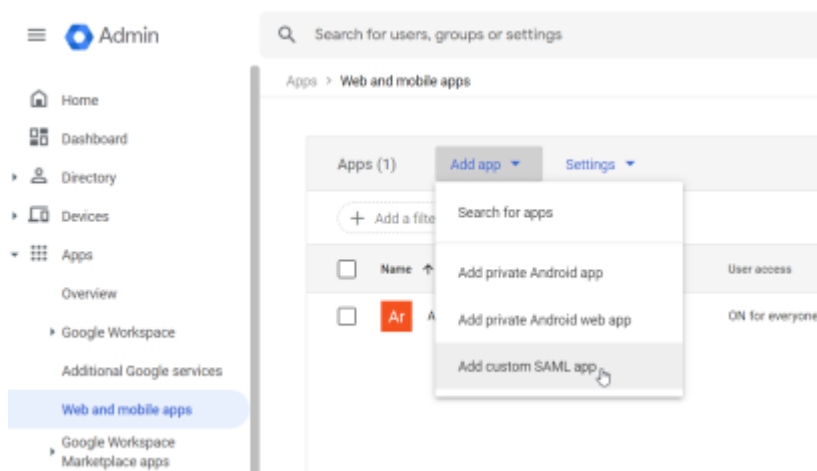 Admin
Search for users, groups or settings
Apps > Web and mobile apps
Home
Dashboard
Directory
Devices
Apps
Overview
Google Workspace
Additional Google services
Web and mobile apps
Google Workspace
Marketplace apps
Apps (1)
Add app
Settings
+ Add a filte
Search for apps
Add private Android app
Add private Android web app
Add custom SAML app
Name
User access
Ar
A
ON for everyone